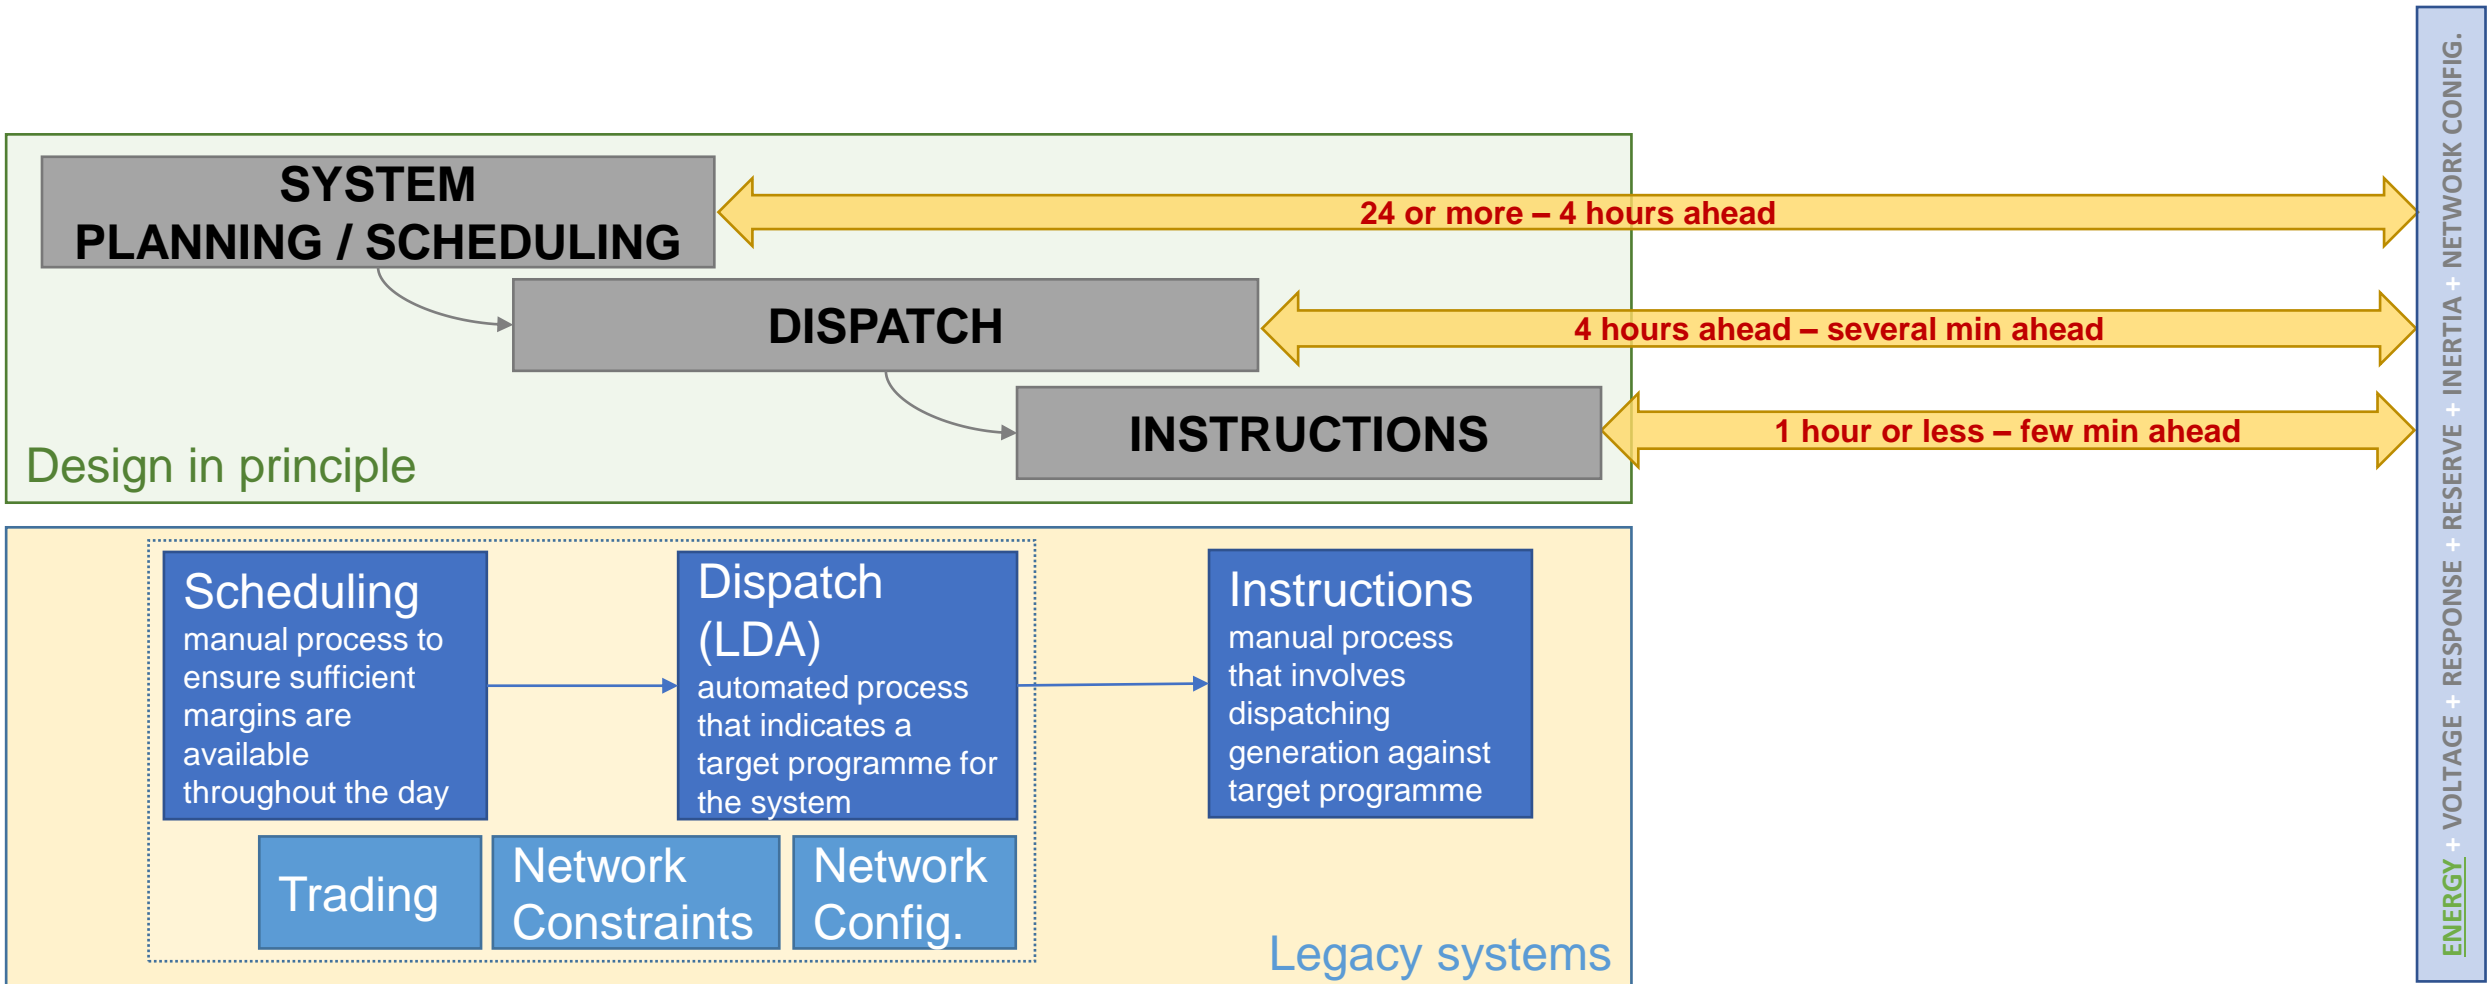 SYSTEM
PLANNING / SCHEDULING
24 or more – 4 hours ahead
DISPATCH
4 hours ahead – several min ahead
INSTRUCTIONS
1 hour or less – few min ahead
Design in principle
Scheduling
manual process to
ensure sufficient
margins are
available
throughout the day
Dispatch
(LDA)
automated process
that indicates a
target programme for
the system
Instructions
manual process
that involves
dispatching
generation against
target programme
Trading
Network
Constraints
Network
Config.
Legacy systems
ENERGY + VOLTAGE + RESPONSE + RESERVE + INERTIA + NETWORK CONFIG.